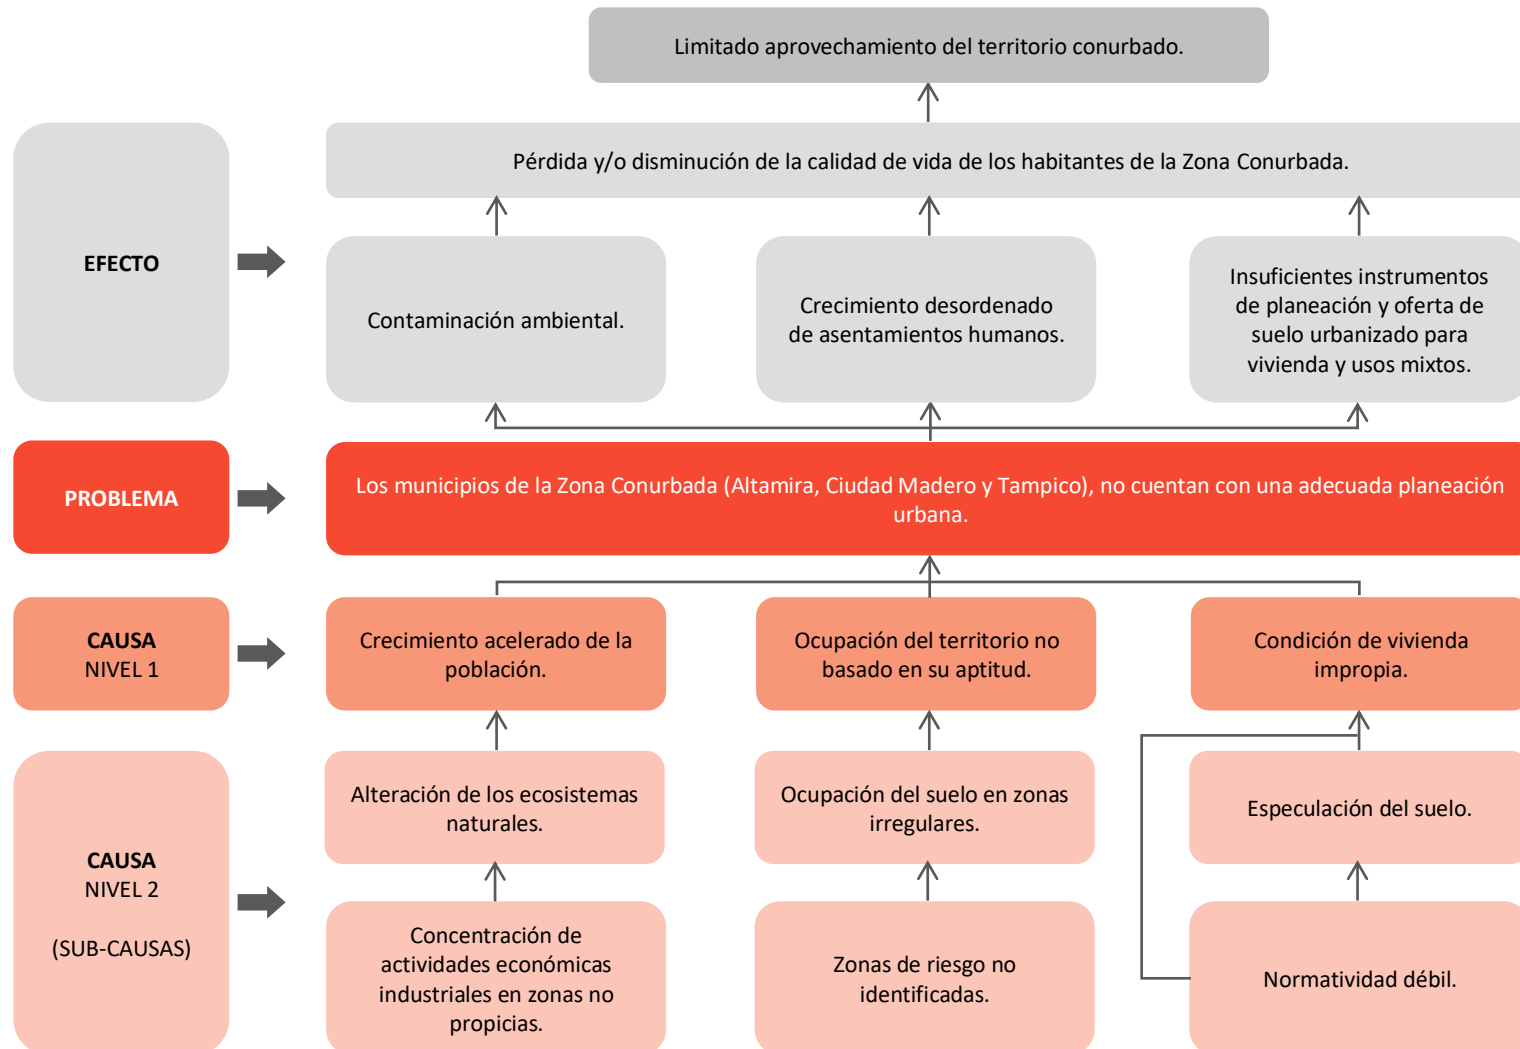 Limitado aprovechamiento del territorio conurbado.
Pérdida y/o disminución de la calidad de vida de los habitantes de la Zona Conurbada.
EFECTO
Contaminación ambiental.
Crecimiento desordenado
de asentamientos humanos.
Insuficientes instrumentos
de planeación y oferta de
suelo urbanizado para
vivienda y usos mixtos.
PROBLEMA
Los municipios de la Zona Conurbada (Altamira, Ciudad Madero y Tampico), no cuentan con una adecuada planeación
urbana.
CAUSA
NIVEL 1
Crecimiento acelerado de la
población.
Ocupación del territorio no
basado en su aptitud.
Condición de vivienda
impropia.
CAUSA
NIVEL 2
(SUB-CAUSAS)
Alteración de los ecosistemas
naturales.
Ocupación del suelo en zonas
irregulares.
Especulación del suelo.
Concentración de
actividades económicas
industriales en zonas no
propicias.
Zonas de riesgo no
identificadas.
Normatividad débil.